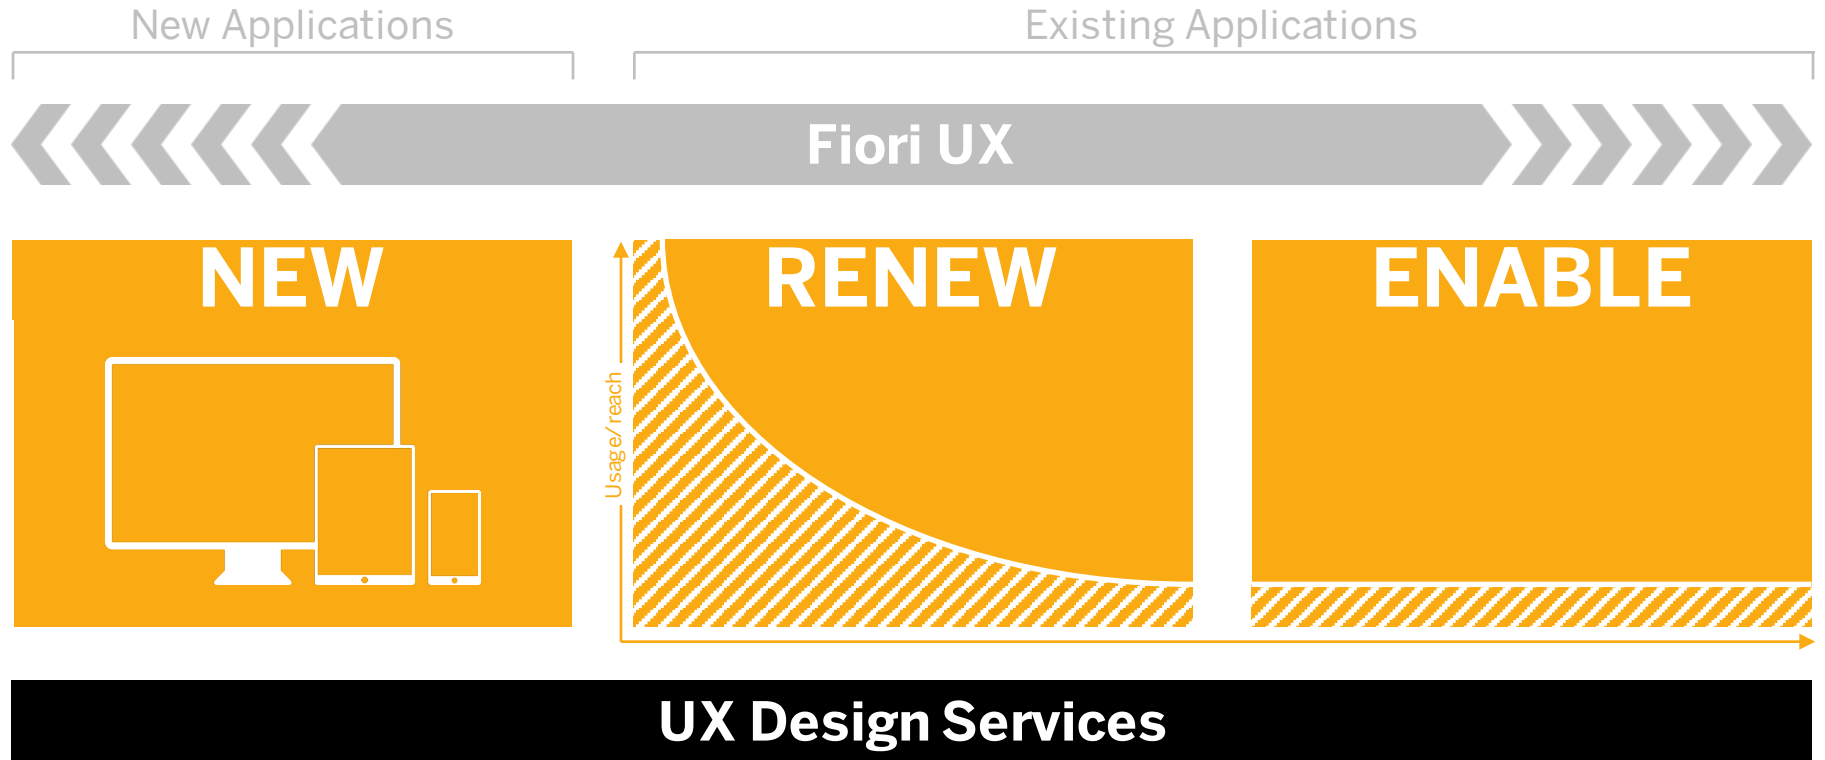 New Applications
Existing Applications
Fiori UX
NEW
RENEW
ENABLE
Usage/reach
UX Design Services